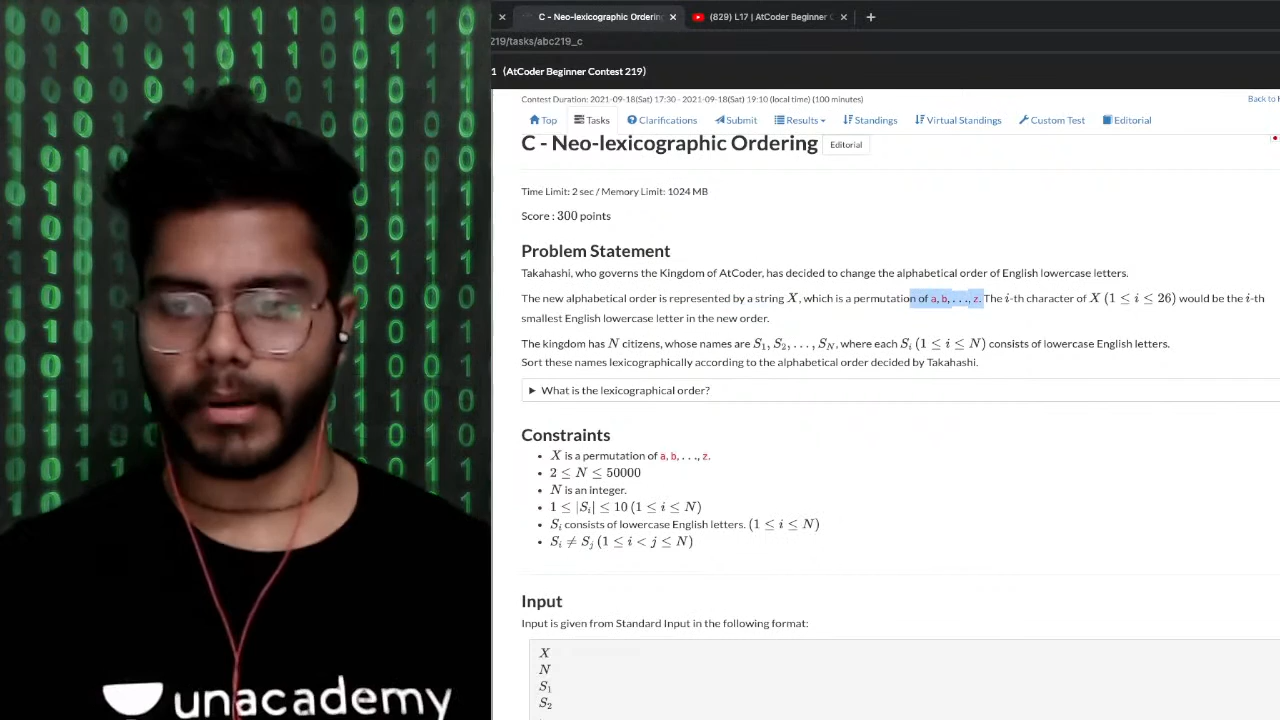 C - Neo-lexicographic Ordering
(829) L17 | AtCoder Beginner
219/tasks/abc219_c
1 (AtCoder Beginner Contest 219)
Contest Duration: 2021-09-18(Sat) 17:30 - 2021-09-18(Sat) 19:10 (local time) (100 minutes)
Back to
Top Tasks Clarifications Submit Results Standings Virtual Standings Custom Test Editorial
C - Neo-lexicographic Ordering Editorial
Time Limit: 2 sec / Memory Limit: 1024 MB
Score : 300 points
Problem Statement
Takahashi, who governs the Kingdom of AtCoder, has decided to change the alphabetical order of English lowercase letters.
The new alphabetical order is represented by a string X, which is a permutation of a, b, . . ., z. The i-th character of X (1 ≤ i ≤ 26) would be the i-th
smallest English lowercase letter in the new order.
The kingdom has N citizens, whose names are S₁, S₂, . . . , S_N, where each S_i (1 ≤ i ≤ N) consists of lowercase English letters.
Sort these names lexicographically according to the alphabetical order decided by Takahashi.
▶ What is the lexicographical order?
Constraints
• X is a permutation of a, b, . . ., z.
• 2 ≤ N ≤ 50000
• N is an integer.
• 1 ≤ |S_i| ≤ 10 (1 ≤ i ≤ N)
• S_i consists of lowercase English letters. (1 ≤ i ≤ N)
• S_i ≠ S_j (1 ≤ i < j ≤ N)
Input
Input is given from Standard Input in the following format:
X
N
S₁
S₂
unacademy